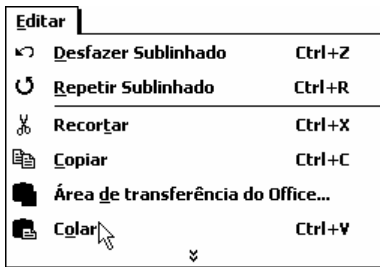 Editar
Desfazer Sublinhado Ctrl+Z
Repetir Sublinhado Ctrl+R
Recortar Ctrl+X
Copiar Ctrl+C
Área de transferência do Office...
Colar Ctrl+V